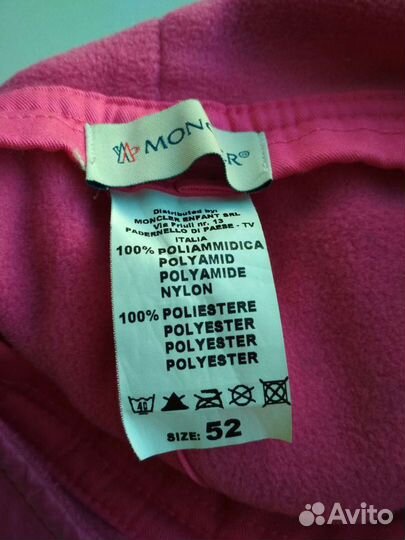 MONC
R®
Distributed by:
MONCLER ENFANT SRL
Via Friuli nr. 13
PADERNELLO DI PAESE - TV
ITALIA
100% POLIAMMIDICA
POLYAMID
POLYAMIDE
NYLON
100% POLIESTERE
POLYESTER
POLYESTER
POLYESTER
40
SIZE: 52
Avito